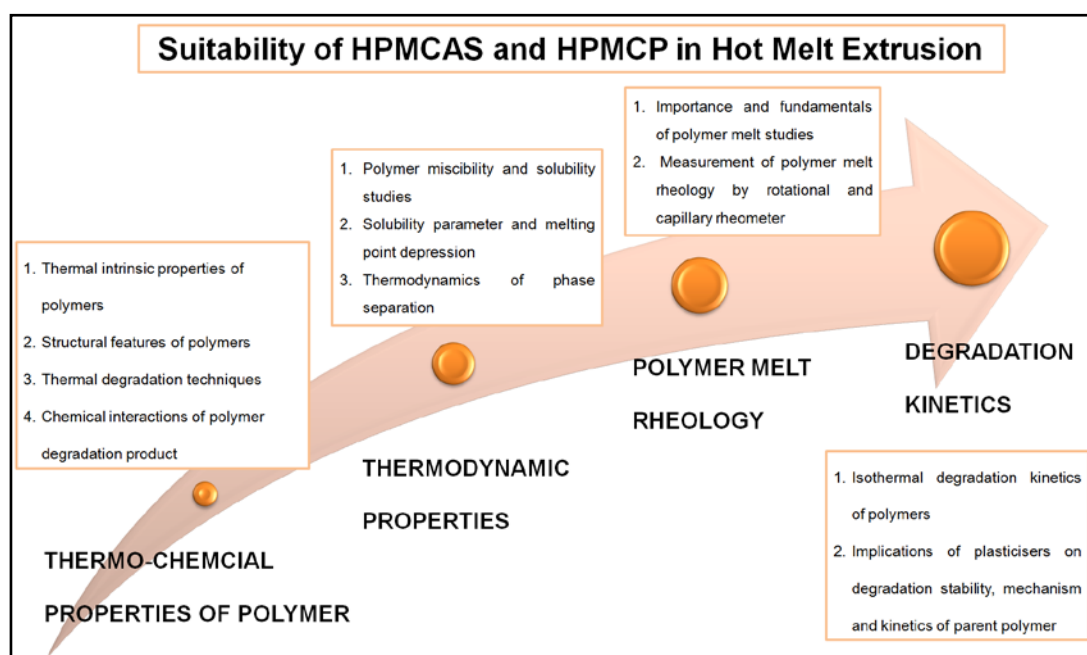 Suitability of HPMCAS and HPMCP in Hot Melt Extrusion
1. Thermal intrinsic properties of
polymers
2. Structural features of polymers
3. Thermal degradation techniques
4. Chemical interactions of polymer
degradation product
THERMO-CHEMCIAL
PROPERTIES OF POLYMER
1. Polymer miscibility and solubility
studies
2. Solubility parameter and melting
point depression
3. Thermodynamics of phase
separation
THERMODYNAMIC
PROPERTIES
1. Importance and fundamentals
of polymer melt studies
2. Measurement of polymer melt
rheology by rotational and
capillary rheometer
POLYMER MELT
RHEOLOGY
DEGRADATION
KINETICS
1. Isothermal degradation kinetics
of polymers
2. Implications of plasticisers on
degradation stability, mechanism
and kinetics of parent polymer